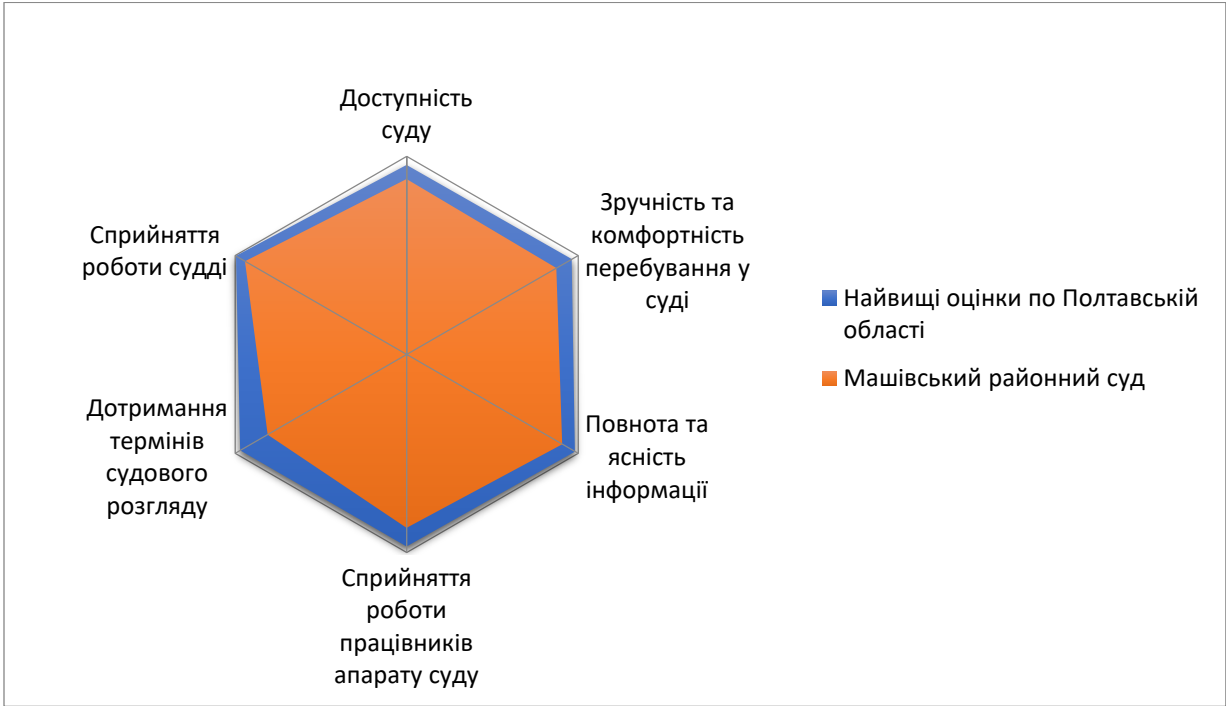 Доступність
суду
Зручність та
комфортність
перебування у
суді
Повнота та
ясність
інформації
Сприйняття
роботи
працівників
апарату суду
Дотримання
термінів
судового
розгляду
Сприйняття
роботи судді
Найвищі оцінки по Полтавській
області
Машівський районний суд